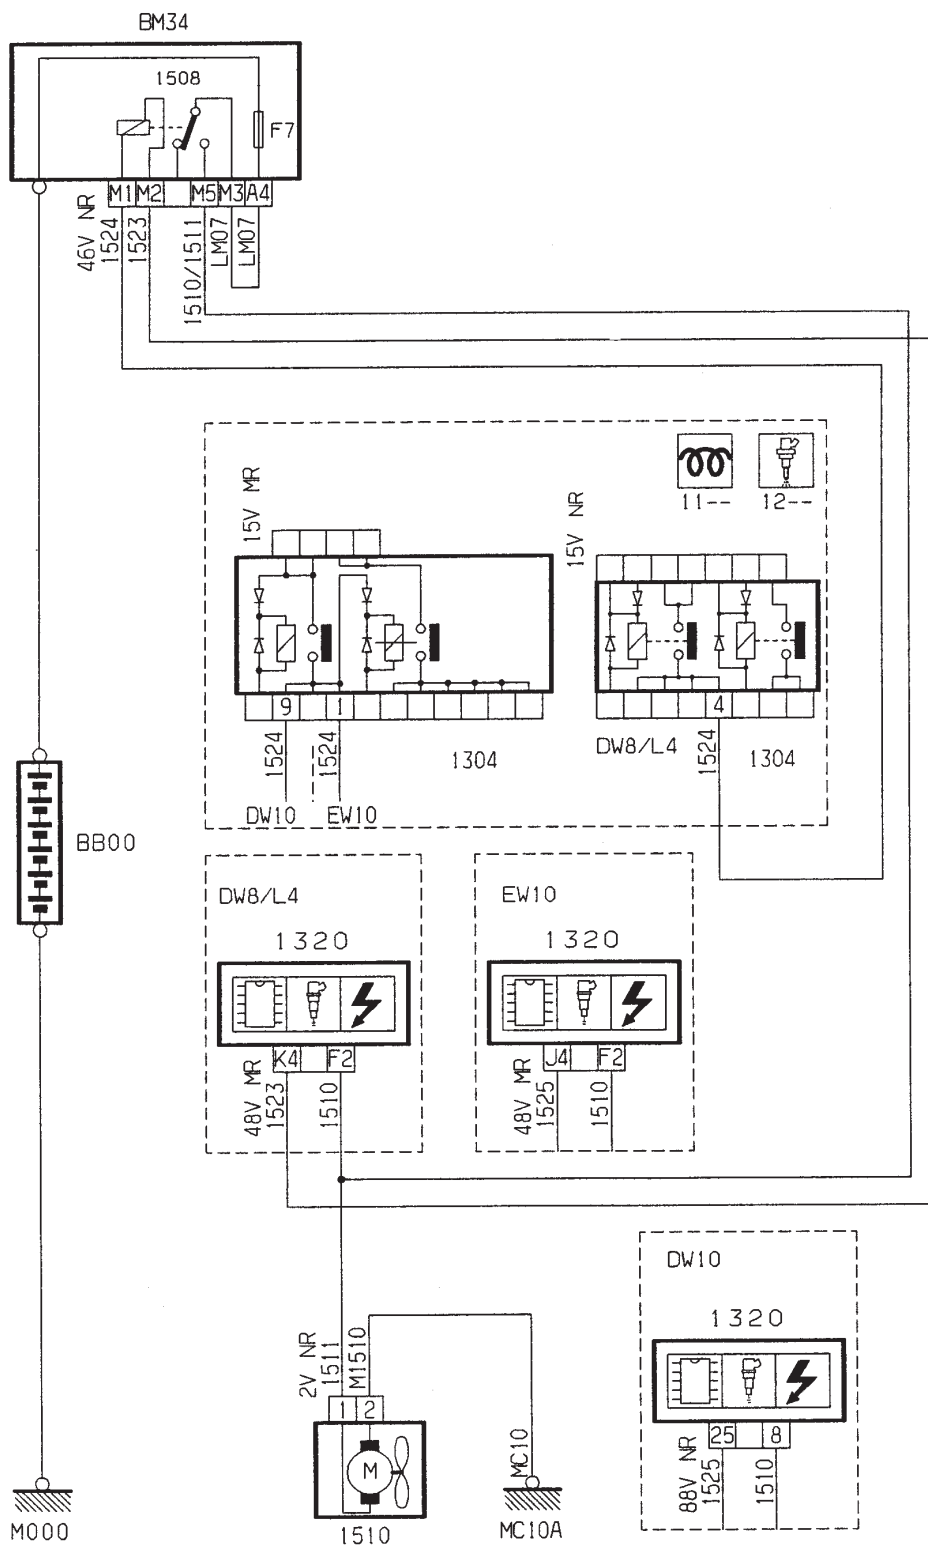 BM34
1508
F7
M1 M2 M5 M3 A4
46V NR
1524
1523
1510/1511
LM07
LM07
11-- 12--
15V MR
15V NR
9 1
4
1524
1524
1304
DW8/L4
1524
1304
DW10 EW10
BB00
DW8/L4
EW10
1320
1320
K4 F2
J4 F2
48V MR
1523
1510
48V MR
1525
1510
DW10
1320
2V NR
1511
M1510
1 2
25 8
M
MC10
88V NR
1525
1510
M000
1510
MC10A